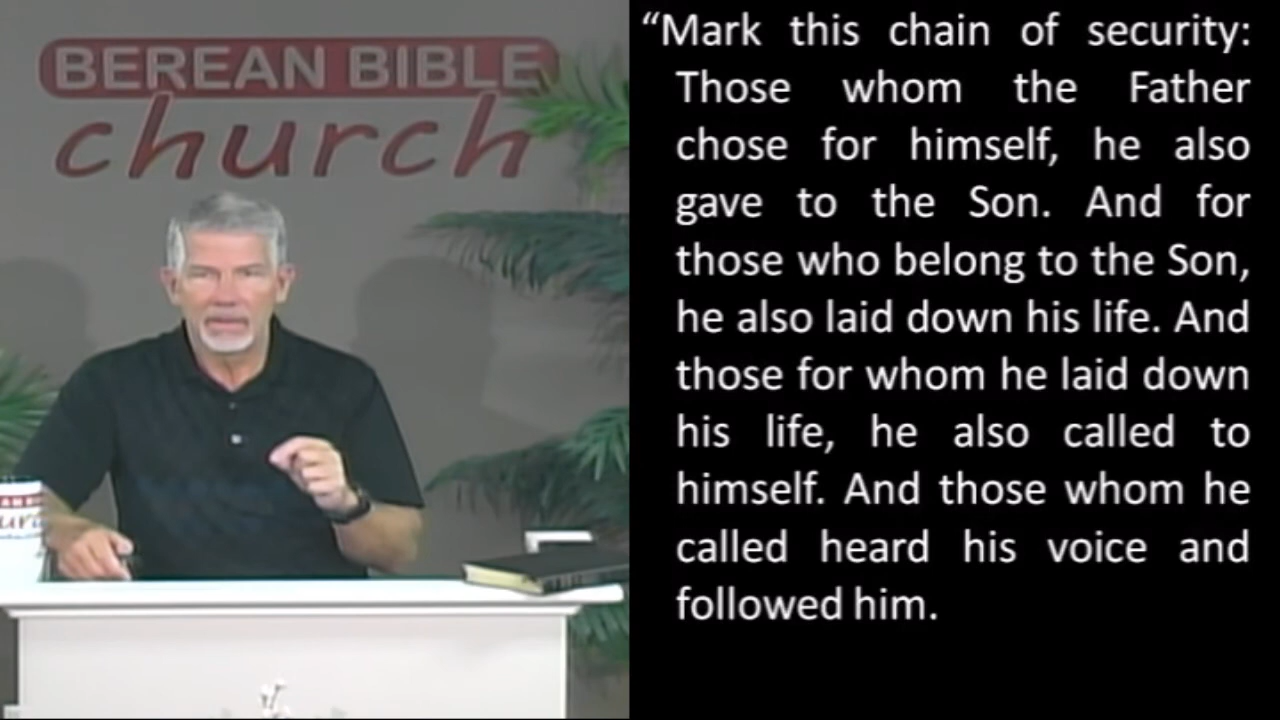 BEREAN BIBLE
church
“Mark this chain of security:
Those whom the Father
chose for himself, he also
gave to the Son. And for
those who belong to the Son,
he also laid down his life. And
those for whom he laid down
his life, he also called to
himself. And those whom he
called heard his voice and
followed him.